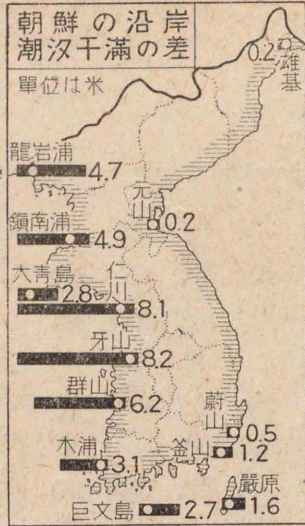 朝鮮の沿岸
潮汐干滿の差
單位は米
0.2
雄基
龍岩浦
4.7
元山
0.2
鎭南浦
4.9
大靑島
2.8
仁川
8.1
牙山
8.2
群山
6.2
蔚山
0.5
釜山
1.2
木浦
3.1
嚴原
1.6
巨文島
2.7